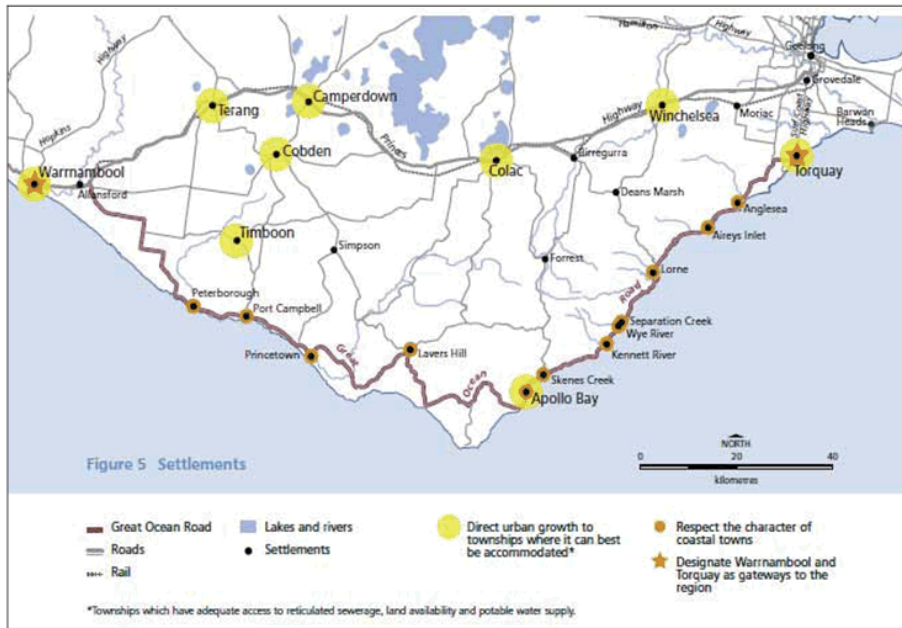 Hamilton
Highway
Highway
Geelong
Grovedale
Camperdown
Terang
Highway
Winchelsea
Moriac
Barwan
Heads
Hopkins
Princes
Cobden
Colac
Birregurra
Torquay
Warrnambool
Allansford
Deans Marsh
Anglesea
Timboon
Simpson
Forrest
Aireys Inlet
Lorne
Peterborough
Port Campbell
Road
Separation Creek
Wye River
Princetown
Great
Lavers Hill
Kennett River
Ocean
Skenes Creek
Apollo Bay
NORTH
Figure 5 Settlements
0 20 40
kilometres
Great Ocean Road
Roads
Rail
Lakes and rivers
Settlements
Direct urban growth to
townships where it can best
be accommodated*
Respect the character of
coastal towns
Designate Warrnambool and
Torquay as gateways to the
region
*Townships which have adequate access to reticulated sewerage, land availability and potable water supply.